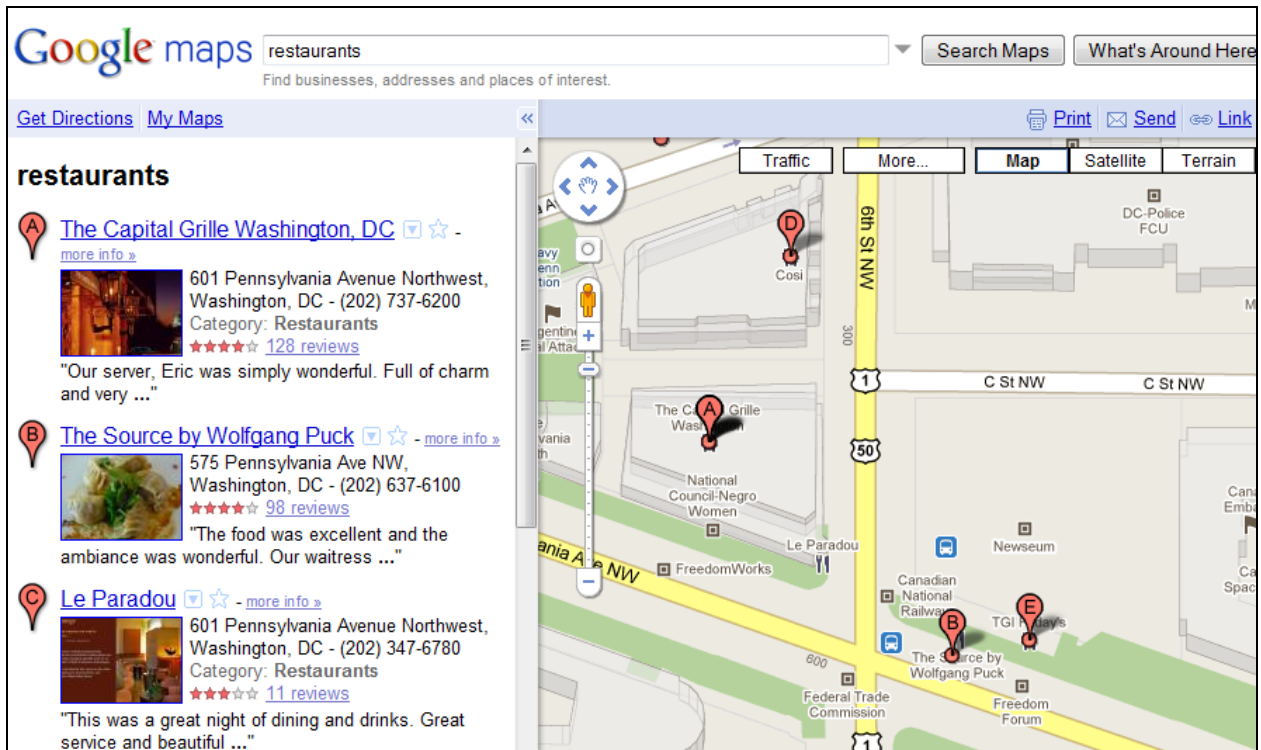 Google maps
restaurants
Search Maps
What's Around Here
Find businesses, addresses and places of interest.
Get Directions
My Maps
«
Print
Send
Link
restaurants
A
The Capital Grille Washington, DC -
more info »
601 Pennsylvania Avenue Northwest,
Washington, DC - (202) 737-6200
Category: Restaurants
128 reviews
"Our server, Eric was simply wonderful. Full of charm
and very ..."
B
The Source by Wolfgang Puck - more info »
575 Pennsylvania Ave NW,
Washington, DC - (202) 637-6100
98 reviews
"The food was excellent and the
ambiance was wonderful. Our waitress ..."
C
Le Paradou - more info »
601 Pennsylvania Avenue Northwest,
Washington, DC - (202) 347-6780
Category: Restaurants
11 reviews
"This was a great night of dining and drinks. Great
service and beautiful ..."
Traffic
More...
Map
Satellite
Terrain
DC-Police
FCU
6th St NW
D
Cosi
300
1
C St NW
C St NW
The Grille
A
50
National
Council-Negro
Women
Le Paradou
FreedomWorks
Ave NW
Newseum
Canadian
National
Railway
B
E
TGI Friday's
The Source by
Wolfgang Puck
600
Federal Trade
Commission
Freedom
Forum
1